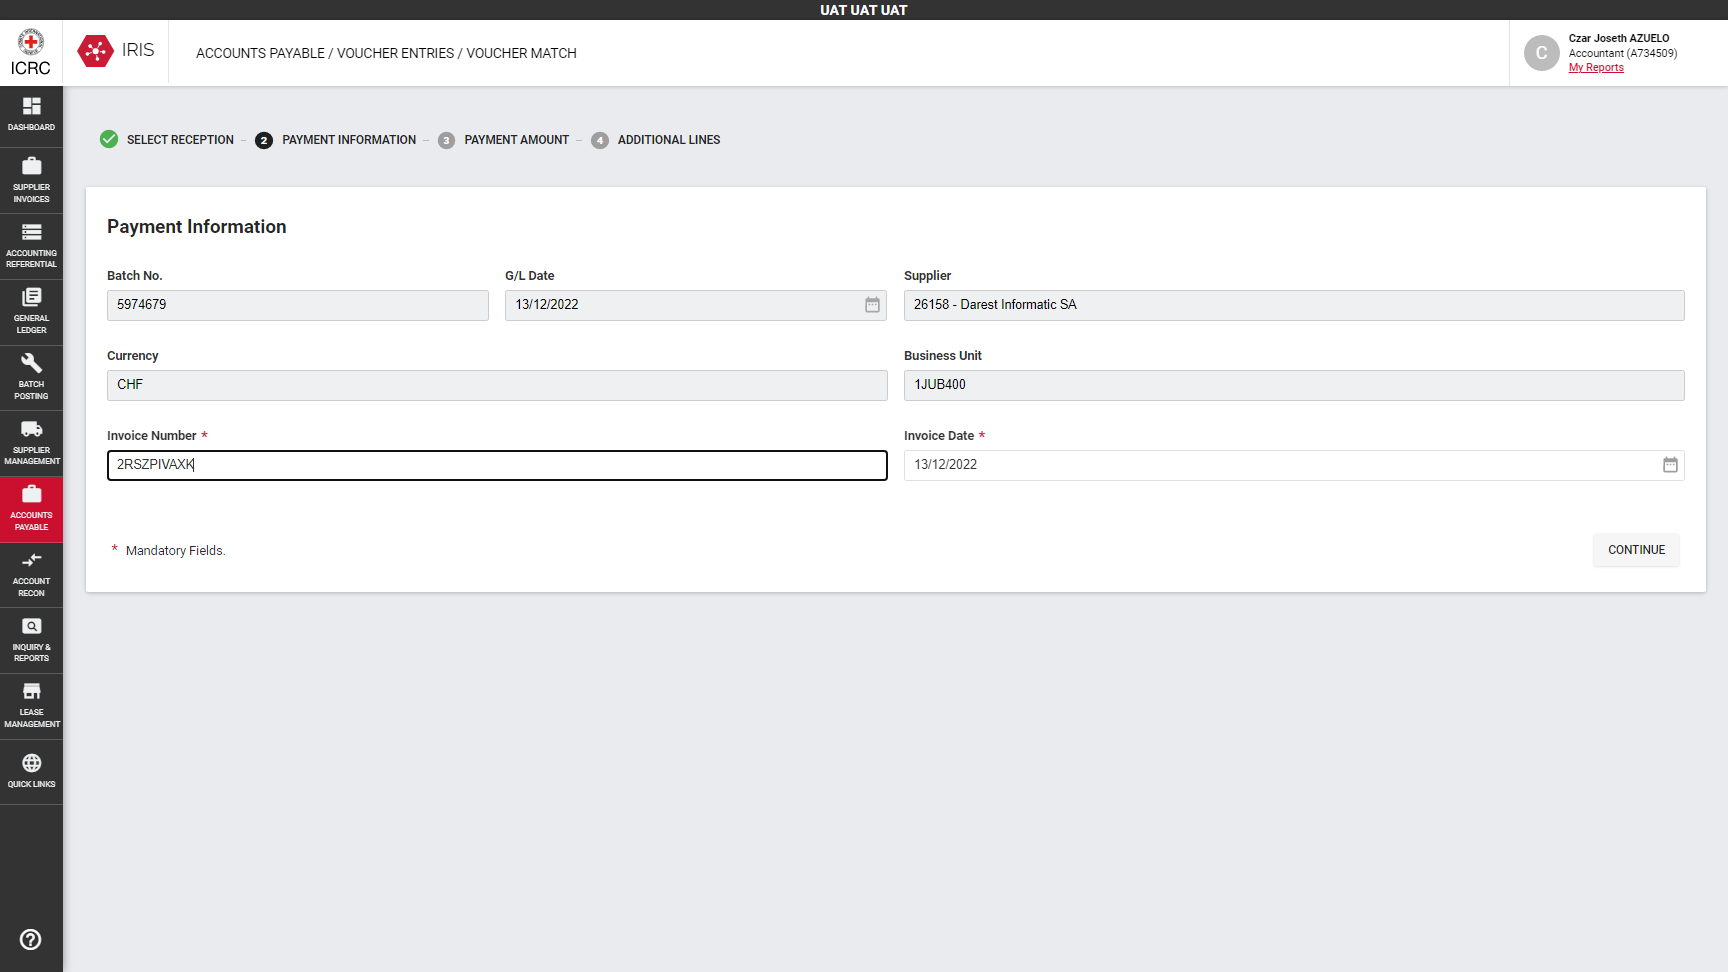 UAT UAT UAT
ICRC
IRIS
ACCOUNTS PAYABLE / VOUCHER ENTRIES / VOUCHER MATCH
C
Czar Joseth AZUELO
Accountant (A734509)
My Reports
DASHBOARD
SUPPLIER
INVOICES
ACCOUNTING
REFERENTIAL
GENERAL
LEDGER
BATCH
POSTING
SUPPLIER
MANAGEMENT
ACCOUNTS
PAYABLE
ACCOUNT
RECON
INQUIRY &
REPORTS
LEASE
MANAGEMENT
QUICK LINKS
SELECT RECEPTION – 2 PAYMENT INFORMATION – 3 PAYMENT AMOUNT – 4 ADDITIONAL LINES
Payment Information
Batch No.
5974679
G/L Date
13/12/2022
Supplier
26158 - Darest Informatic SA
Currency
CHF
Business Unit
1JUB400
Invoice Number *
2RSZPIVAXK
Invoice Date *
13/12/2022
* Mandatory Fields.
CONTINUE